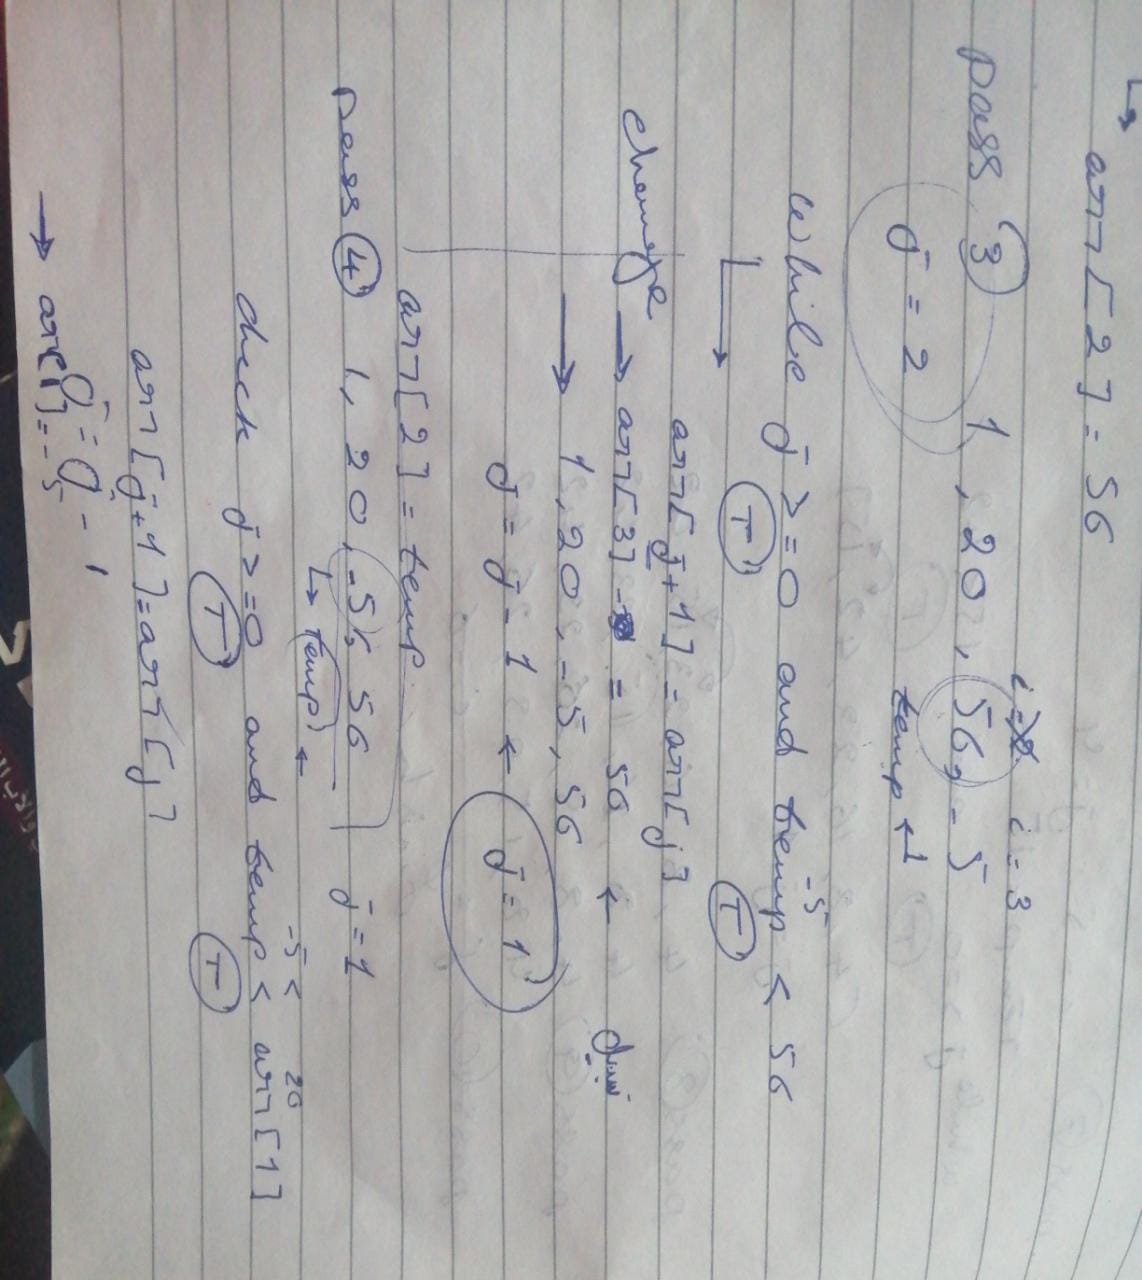 arr[2] = 56
i = 3
pass 3 1, 20, 56, -5
j = 2 temp
-5
while j >= 0 and temp < 56
T T
arr[j+1] = arr[j]
change → arr[3] = 56
→ 1, 20, -5, 56
j = j - 1 j = 1
arr[2] = temp
pass 4 1, 20, -5, 56 j = 1
temp
-5 < 20
check j >= 0 and temp < arr[1]
T T
arr[j+1] = arr[j]
j = j - 1
→ arr[1] = -5